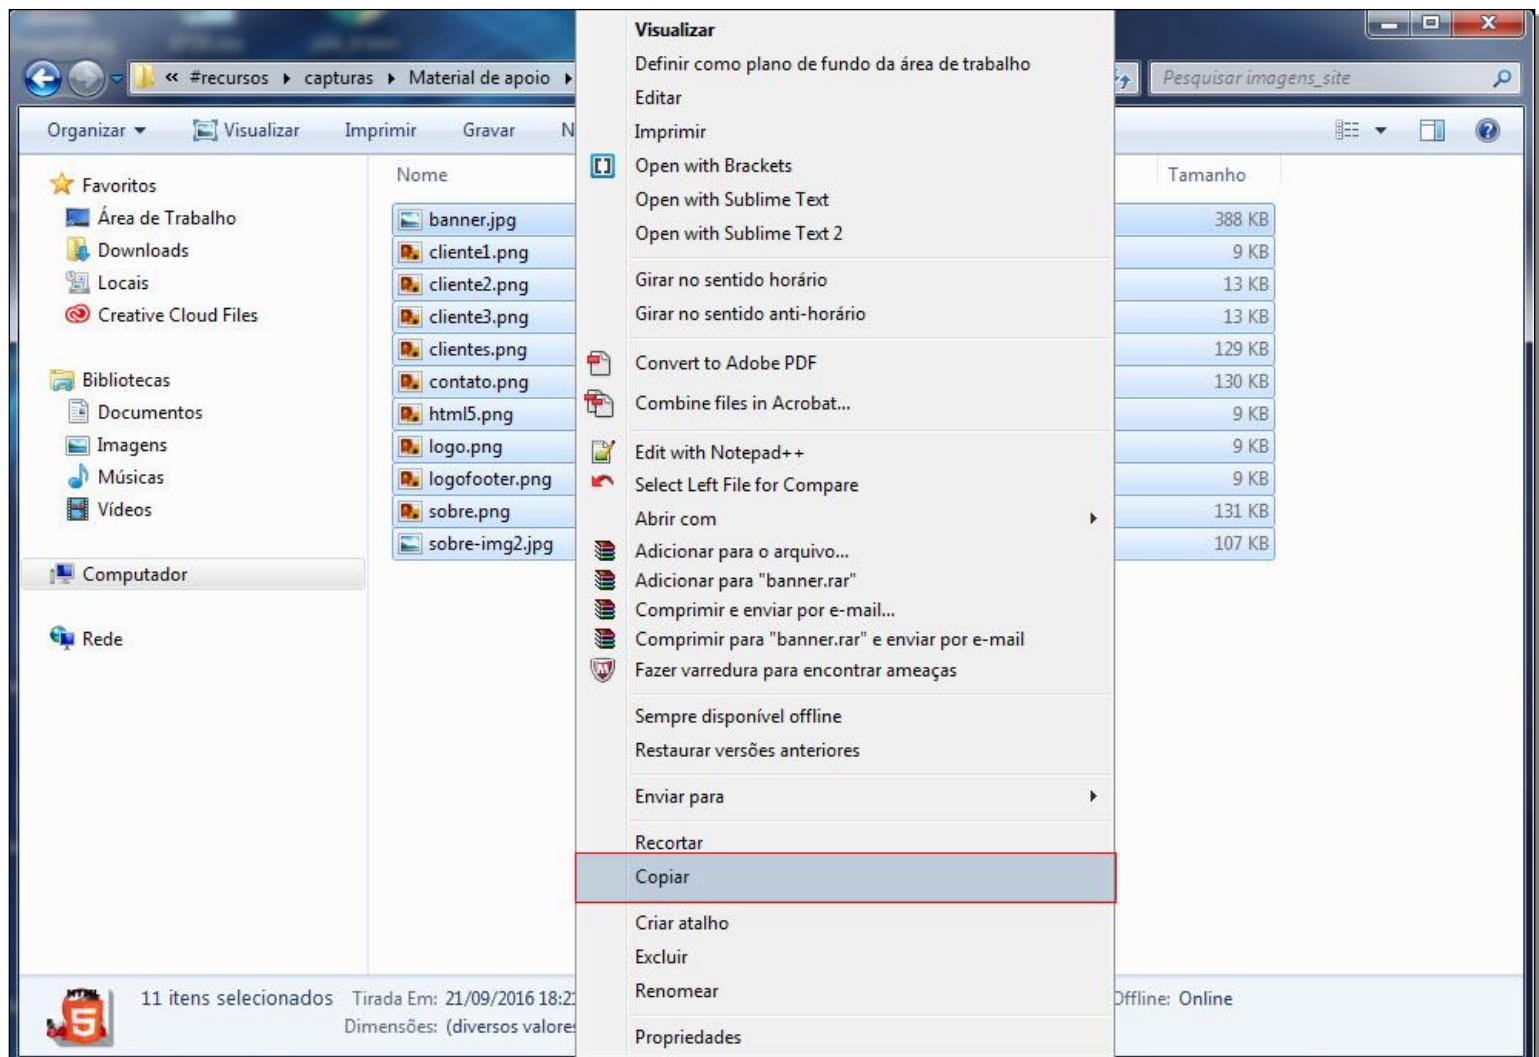 « #recursos capturas Material de apoio
Pesquisar imagens_site
Organizar Visualizar Imprimir Gravar N
Favoritos
Área de Trabalho
Downloads
Locais
Creative Cloud Files
Bibliotecas
Documentos
Imagens
Músicas
Vídeos
Computador
Rede
Nome Tamanho
banner.jpg 388 KB
cliente1.png 9 KB
cliente2.png 13 KB
cliente3.png 13 KB
clientes.png 129 KB
contato.png 130 KB
html5.png 9 KB
logo.png 9 KB
logofooter.png 9 KB
sobre.png 131 KB
sobre-img2.jpg 107 KB
Visualizar
Definir como plano de fundo da área de trabalho
Editar
Imprimir
Open with Brackets
Open with Sublime Text
Open with Sublime Text 2
Girar no sentido horário
Girar no sentido anti-horário
Convert to Adobe PDF
Combine files in Acrobat...
Edit with Notepad++
Select Left File for Compare
Abrir com
Adicionar para o arquivo...
Adicionar para "banner.rar"
Comprimir e enviar por e-mail...
Comprimir para "banner.rar" e enviar por e-mail
Fazer varredura para encontrar ameaças
Sempre disponível offline
Restaurar versões anteriores
Enviar para
Recortar
Copiar
Criar atalho
Excluir
Renomear
Propriedades
HTML
5
11 itens selecionados Tirada Em: 21/09/2016 18:2
Dimensões: (diversos valores
Offline: Online